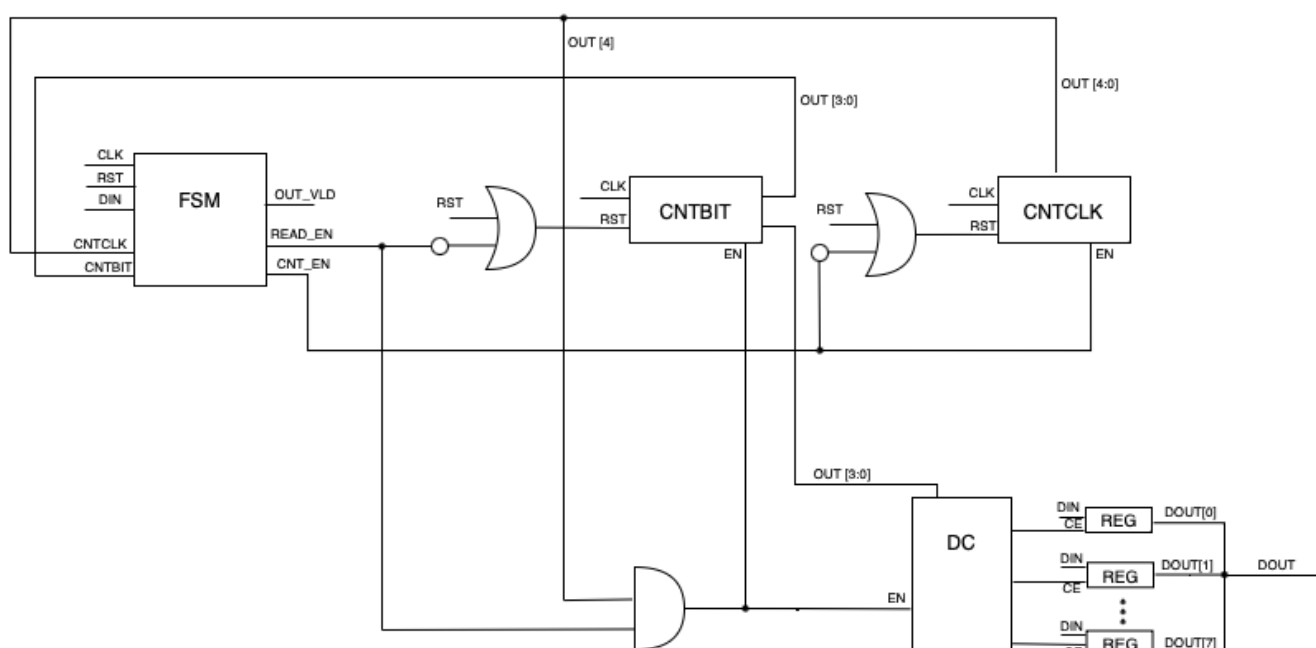 OUT [4]
OUT [4:0]
OUT [3:0]
CLK
RST
DIN
CNTCLK
CNTBIT
FSM
OUT_VLD
READ_EN
CNT_EN
RST
CLK
RST
CNTBIT
EN
RST
CLK
RST
CNTCLK
EN
OUT [3:0]
DC
EN
DIN
CE
REG
DOUT[0]
DIN
CE
REG
DOUT[1]
DOUT
DIN
REG
DOUT[7]